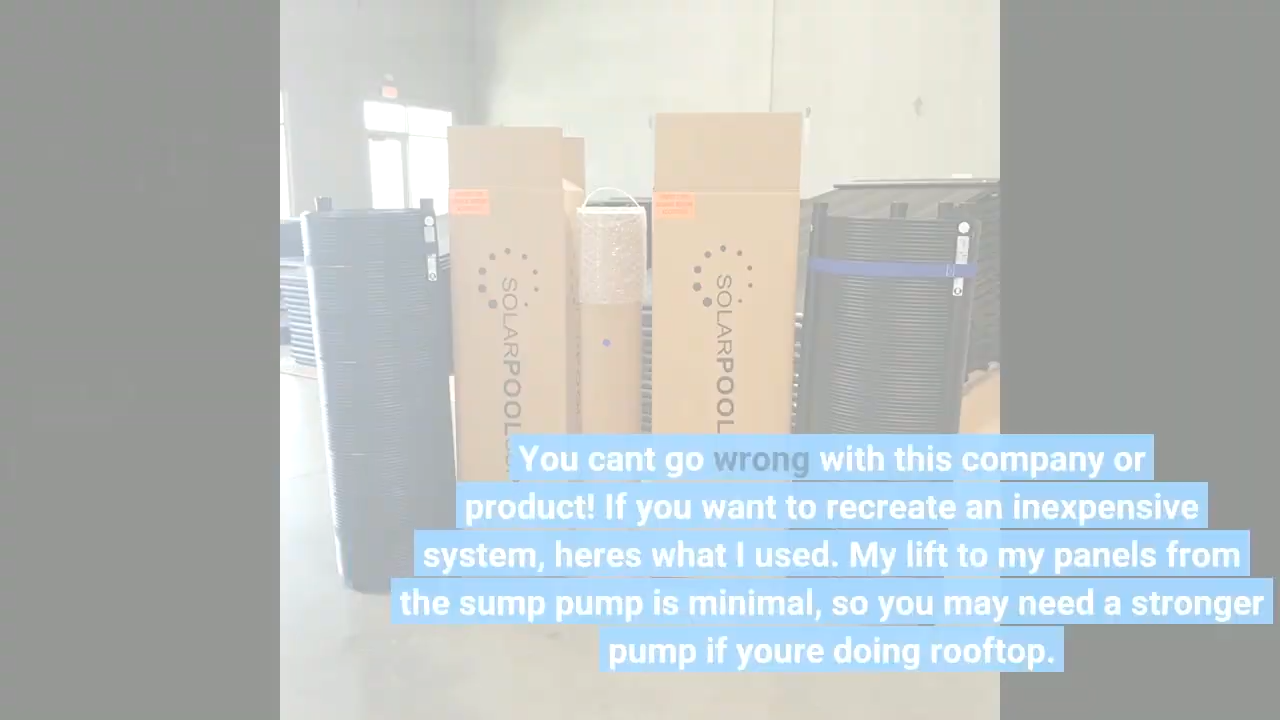 SOLARPOOL
SOLARPOOL
You cant go wrong with this company or
product! If you want to recreate an inexpensive
system, heres what I used. My lift to my panels from
the sump pump is minimal, so you may need a stronger
pump if youre doing rooftop.